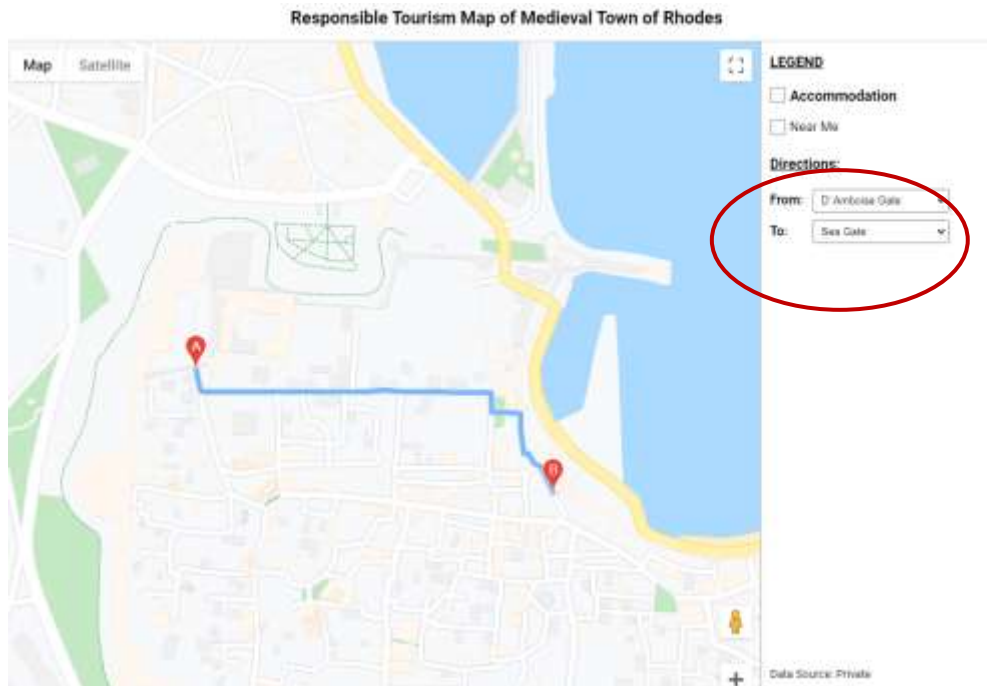 Responsible Tourism Map of Medieval Town of Rhodes
Map Satellite
LEGEND
Accommodation
Near Me
Directions:
From: D' Amboise Gate
To: Sea Gate
A
B
+
Data Source: Private